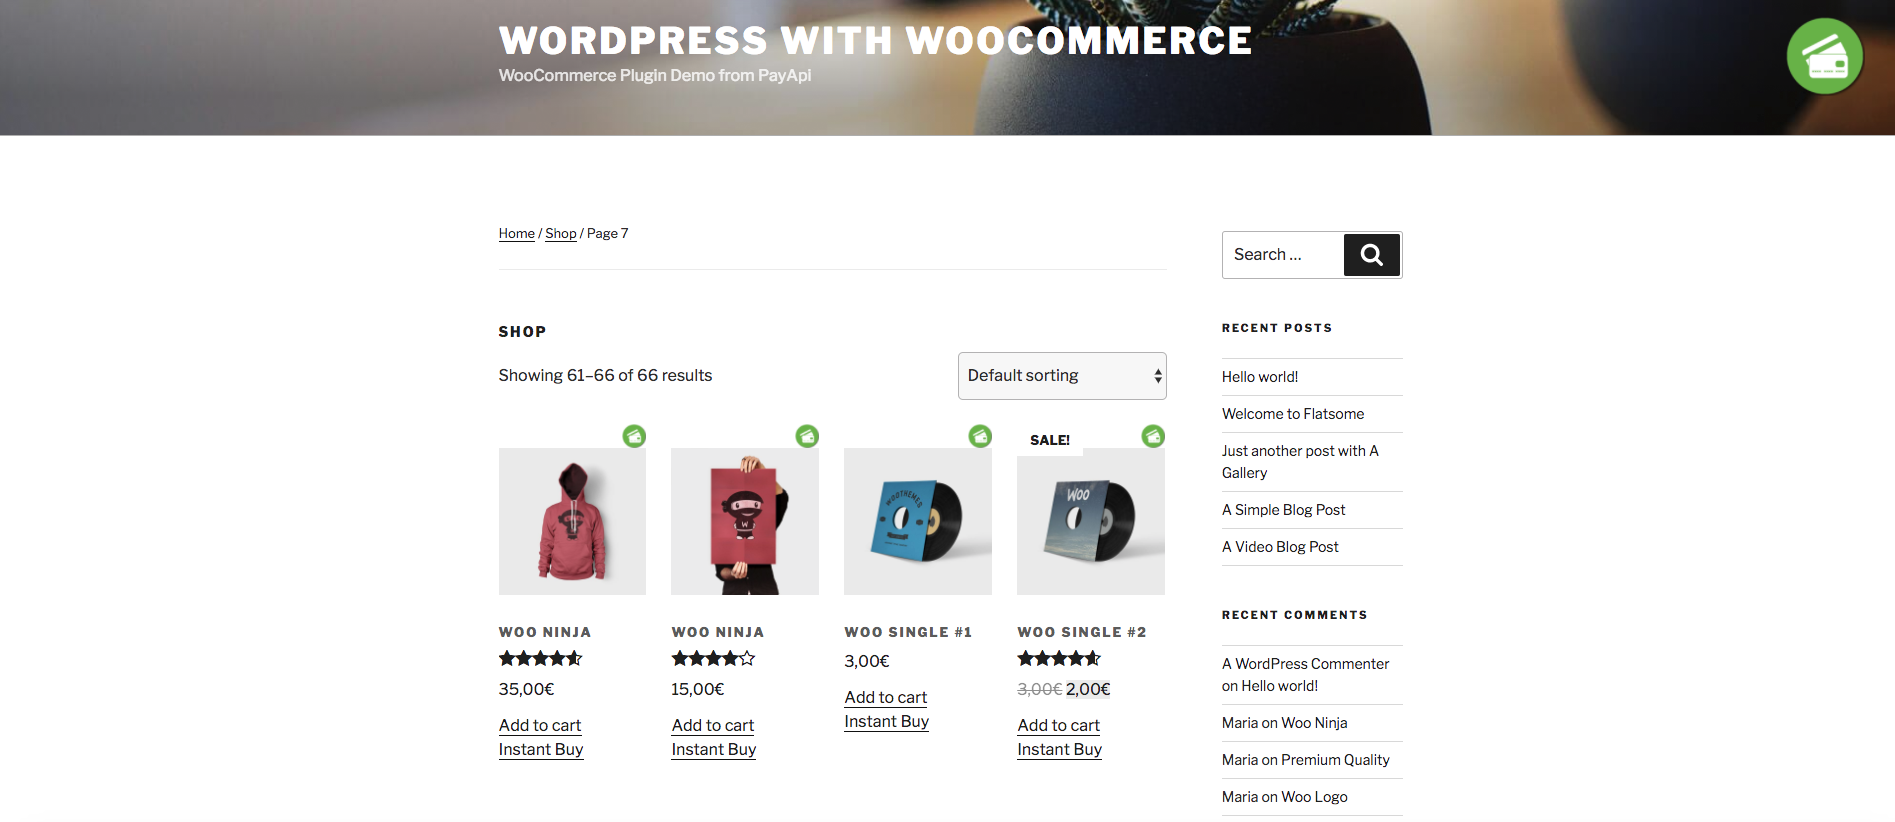 WORDPRESS WITH WOOCOMMERCE
WooCommerce Plugin Demo from PayApi
Home / Shop / Page 7
Search ...
SHOP
Showing 61–66 of 66 results
Default sorting
SALE!
WOOTHEMES
WOO
W
WOO NINJA
35,00€
Add to cart
Instant Buy
WOO NINJA
15,00€
Add to cart
Instant Buy
WOO SINGLE #1
3,00€
Add to cart
Instant Buy
WOO SINGLE #2
3,00€ 2,00€
Add to cart
Instant Buy
RECENT POSTS
Hello world!
Welcome to Flatsome
Just another post with A
Gallery
A Simple Blog Post
A Video Blog Post
RECENT COMMENTS
A WordPress Commenter
on Hello world!
Maria on Woo Ninja
Maria on Premium Quality
Maria on Woo Logo